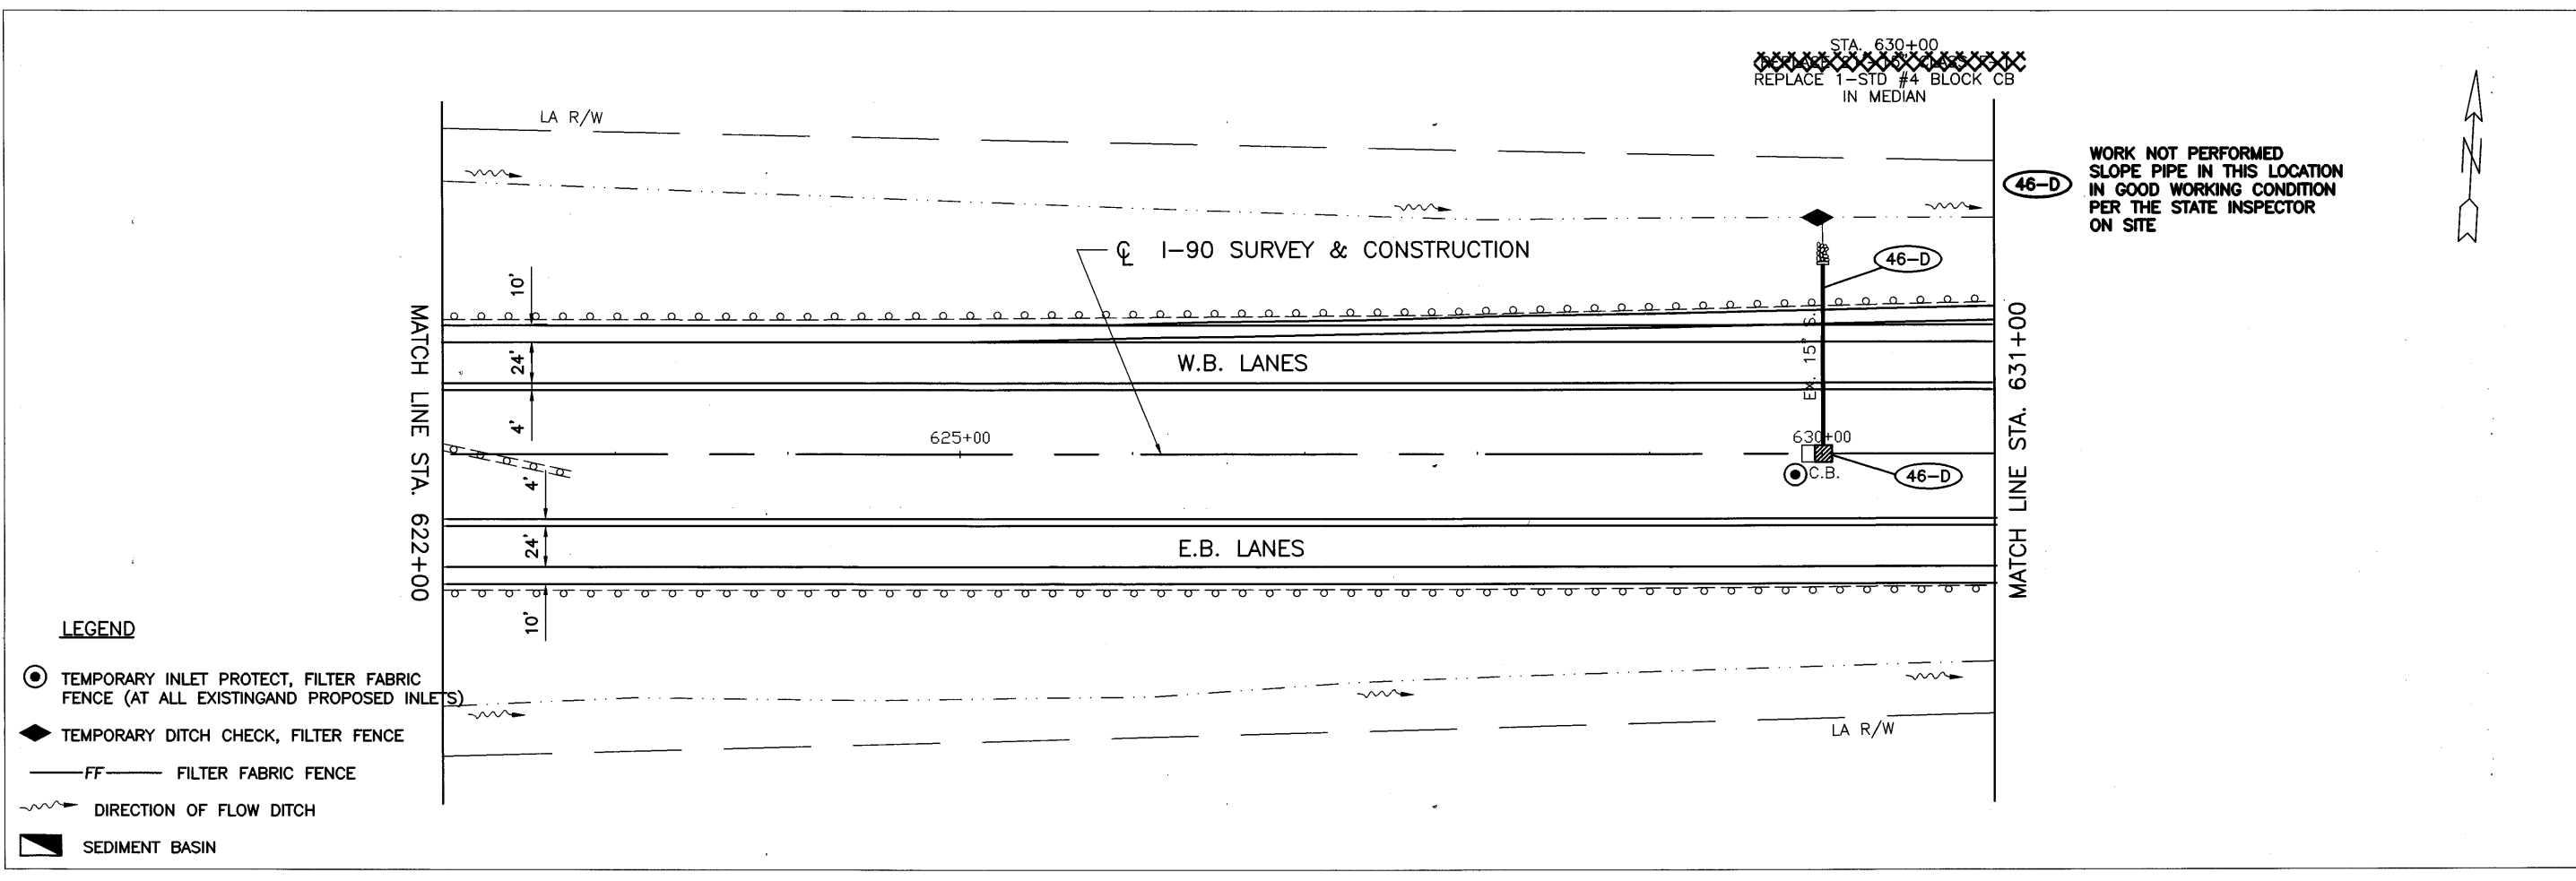 STA. 630+00
REPLACE 1-STD #4 BLOCK CB
IN MEDIAN
LA R/W
WORK NOT PERFORMED
SLOPE PIPE IN THIS LOCATION
IN GOOD WORKING CONDITION
PER THE STATE INSPECTOR
ON SITE
46-D
N
℄ I-90 SURVEY & CONSTRUCTION
46-D
10'
MATCH LINE STA. 622+00
24'
W.B. LANES
EX. 15" S.
MATCH LINE STA. 631+00
4'
625+00
630+00
C.B.
46-D
4'
24'
E.B. LANES
10'
LA R/W
LEGEND
TEMPORARY INLET PROTECT, FILTER FABRIC
FENCE (AT ALL EXISTINGAND PROPOSED INLETS)
TEMPORARY DITCH CHECK, FILTER FENCE
FF FILTER FABRIC FENCE
DIRECTION OF FLOW DITCH
SEDIMENT BASIN